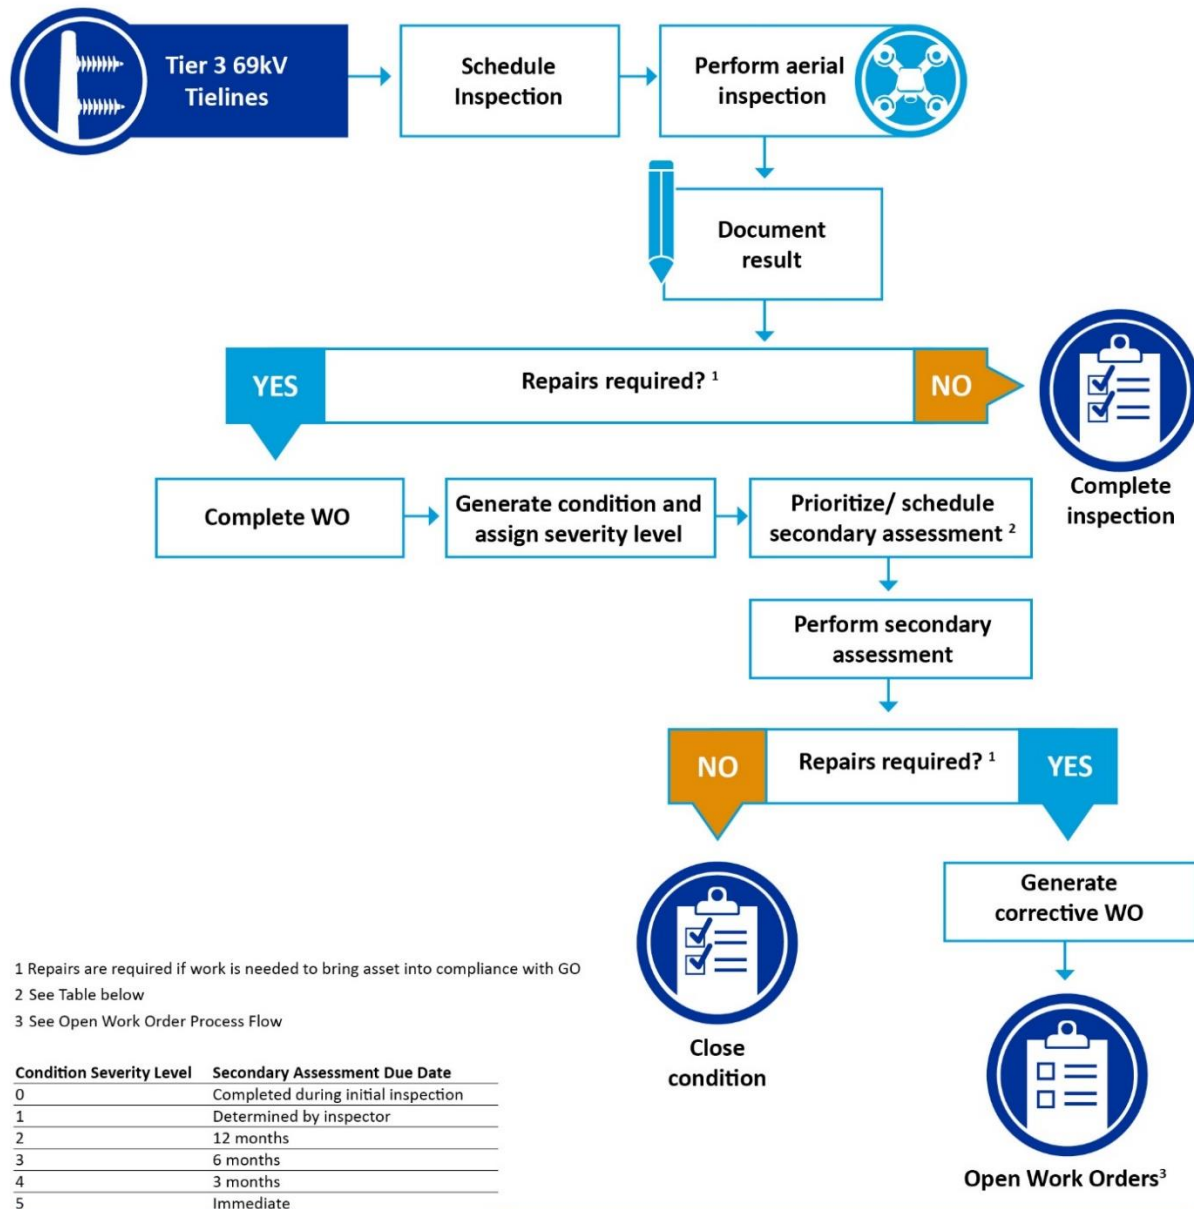 Tier 3 69kV
Tielines
Schedule
Inspection
Perform aerial
inspection
Document
result
YES
Repairs required? 1
NO
Complete
inspection
Complete WO
Generate condition and
assign severity level
Prioritize/ schedule
secondary assessment 2
Perform secondary
assessment
NO
Repairs required? 1
YES
Close
condition
Generate
corrective WO
Open Work Orders3
1 Repairs are required if work is needed to bring asset into compliance with GO
2 See Table below
3 See Open Work Order Process Flow
Condition Severity Level Secondary Assessment Due Date
0 Completed during initial inspection
1 Determined by inspector
2 12 months
3 6 months
4 3 months
5 Immediate